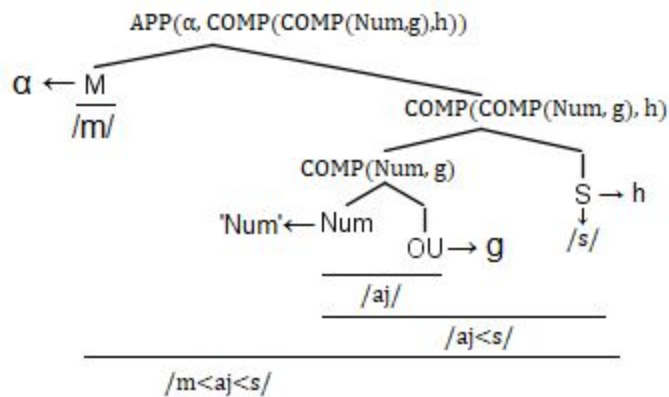 APP(α, COMP(COMP(Num,g),h))
α ← M
/m/
COMP(COMP(Num, g), h)
COMP(Num, g)
S → h
'Num' ← Num
↓
/s/
OU → g
/aj/
/aj<s/
/m<aj<s/